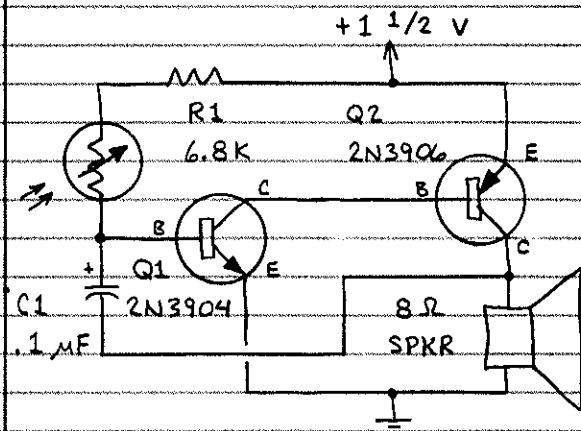 +1 1/2 V
R1
6.8K
Q2
2N3906
E
B
C
B
C
E
Q1
2N3904
+
C1
.1 µF
8 Ω
SPKR